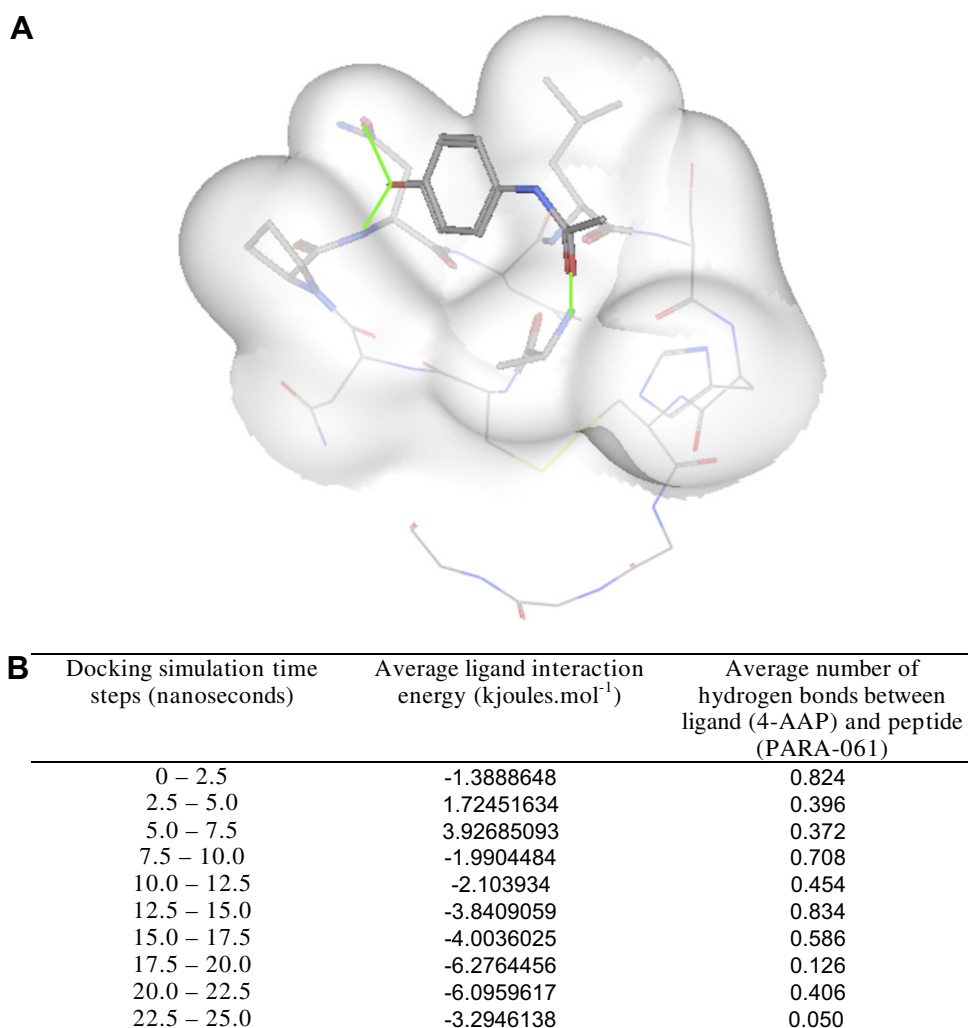 A
B
Docking simulation time steps (nanoseconds) Average ligand interaction energy (kjoules.mol-1) Average number of hydrogen bonds between ligand (4-AAP) and peptide (PARA-061)
0 – 2.5 -1.3888648 0.824
2.5 – 5.0 1.72451634 0.396
5.0 – 7.5 3.92685093 0.372
7.5 – 10.0 -1.9904484 0.708
10.0 – 12.5 -2.103934 0.454
12.5 – 15.0 -3.8409059 0.834
15.0 – 17.5 -4.0036025 0.586
17.5 – 20.0 -6.2764456 0.126
20.0 – 22.5 -6.0959617 0.406
22.5 – 25.0 -3.2946138 0.050